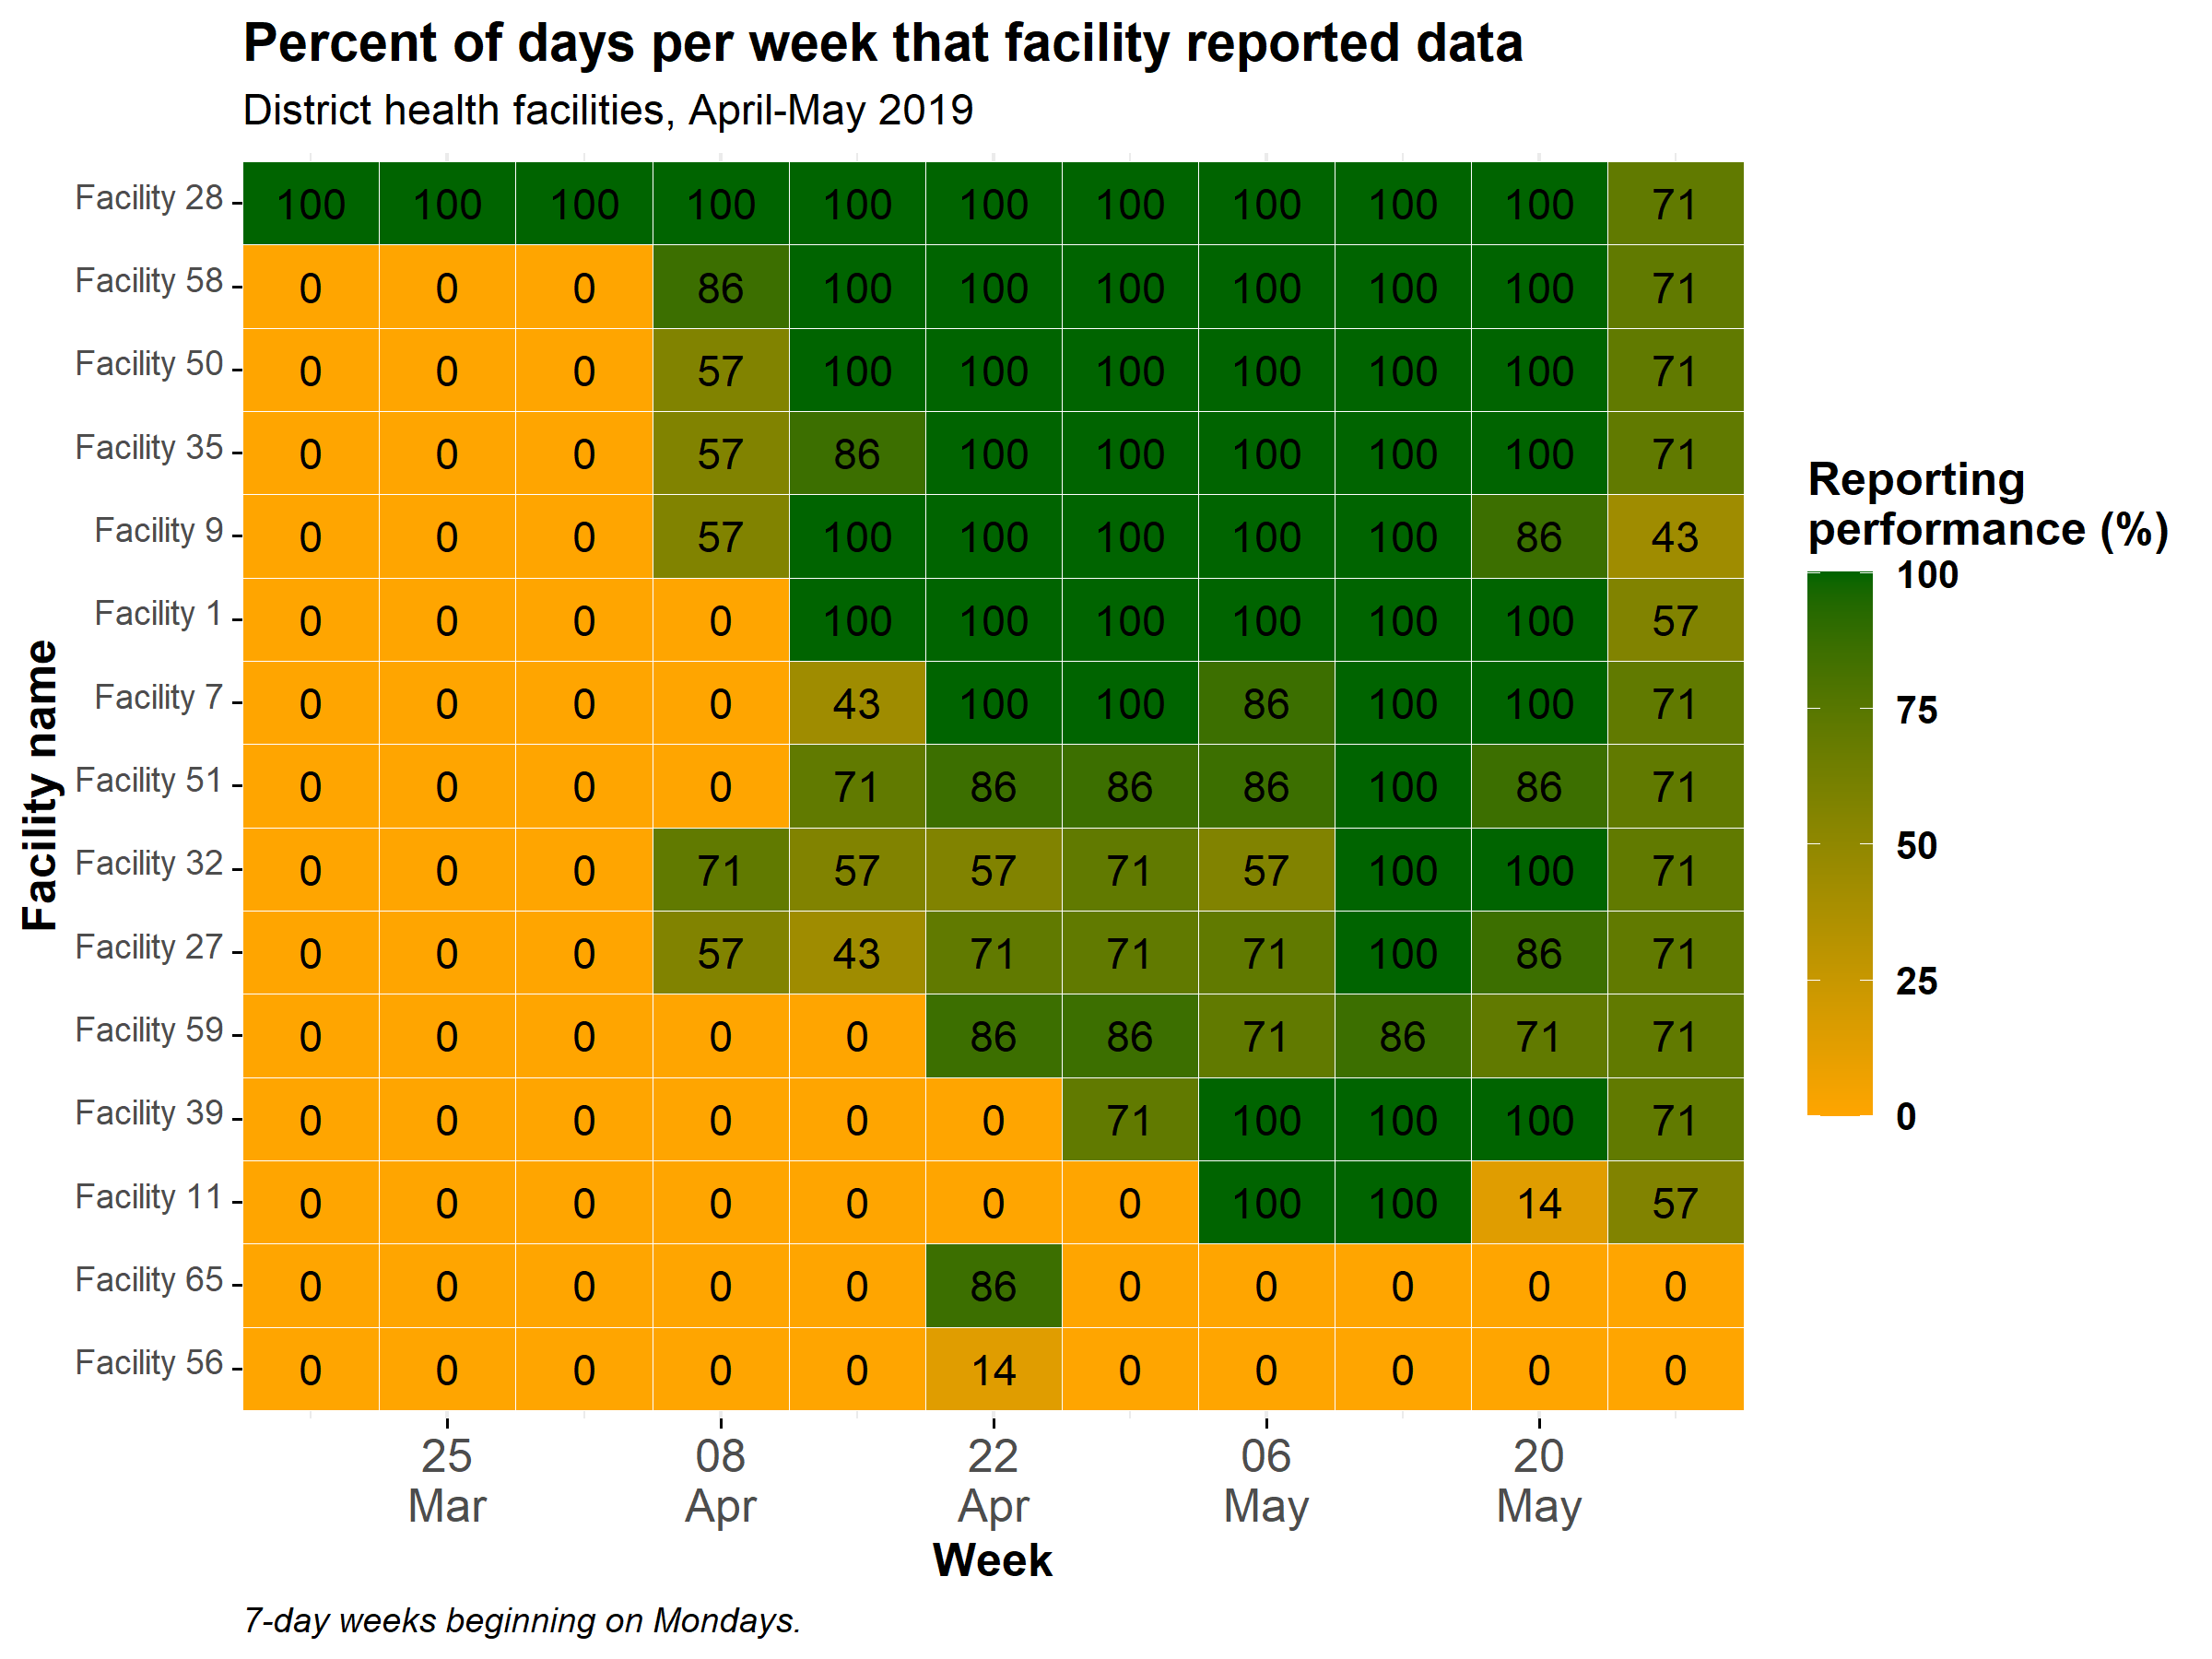 Percent of days per week that facility reported data
District health facilities, April-May 2019
Facility name
Facility 28 100 100 100 100 100 100 100 100 100 100 71
Facility 58 0 0 0 86 100 100 100 100 100 100 71
Facility 50 0 0 0 57 100 100 100 100 100 100 71
Facility 35 0 0 0 57 86 100 100 100 100 100 71
Facility 9 0 0 0 57 100 100 100 100 100 86 43
Facility 1 0 0 0 0 100 100 100 100 100 100 57
Facility 7 0 0 0 0 43 100 100 86 100 100 71
Facility 51 0 0 0 0 71 86 86 86 100 86 71
Facility 32 0 0 0 71 57 57 71 57 100 100 71
Facility 27 0 0 0 57 43 71 71 71 100 86 71
Facility 59 0 0 0 0 0 86 86 71 86 71 71
Facility 39 0 0 0 0 0 0 71 100 100 100 71
Facility 11 0 0 0 0 0 0 0 100 100 14 57
Facility 65 0 0 0 0 0 86 0 0 0 0 0
Facility 56 0 0 0 0 0 14 0 0 0 0 0
25 08 22 06 20
Mar Apr Apr May May
Week
7-day weeks beginning on Mondays.
Reporting
performance (%)
100
75
50
25
0